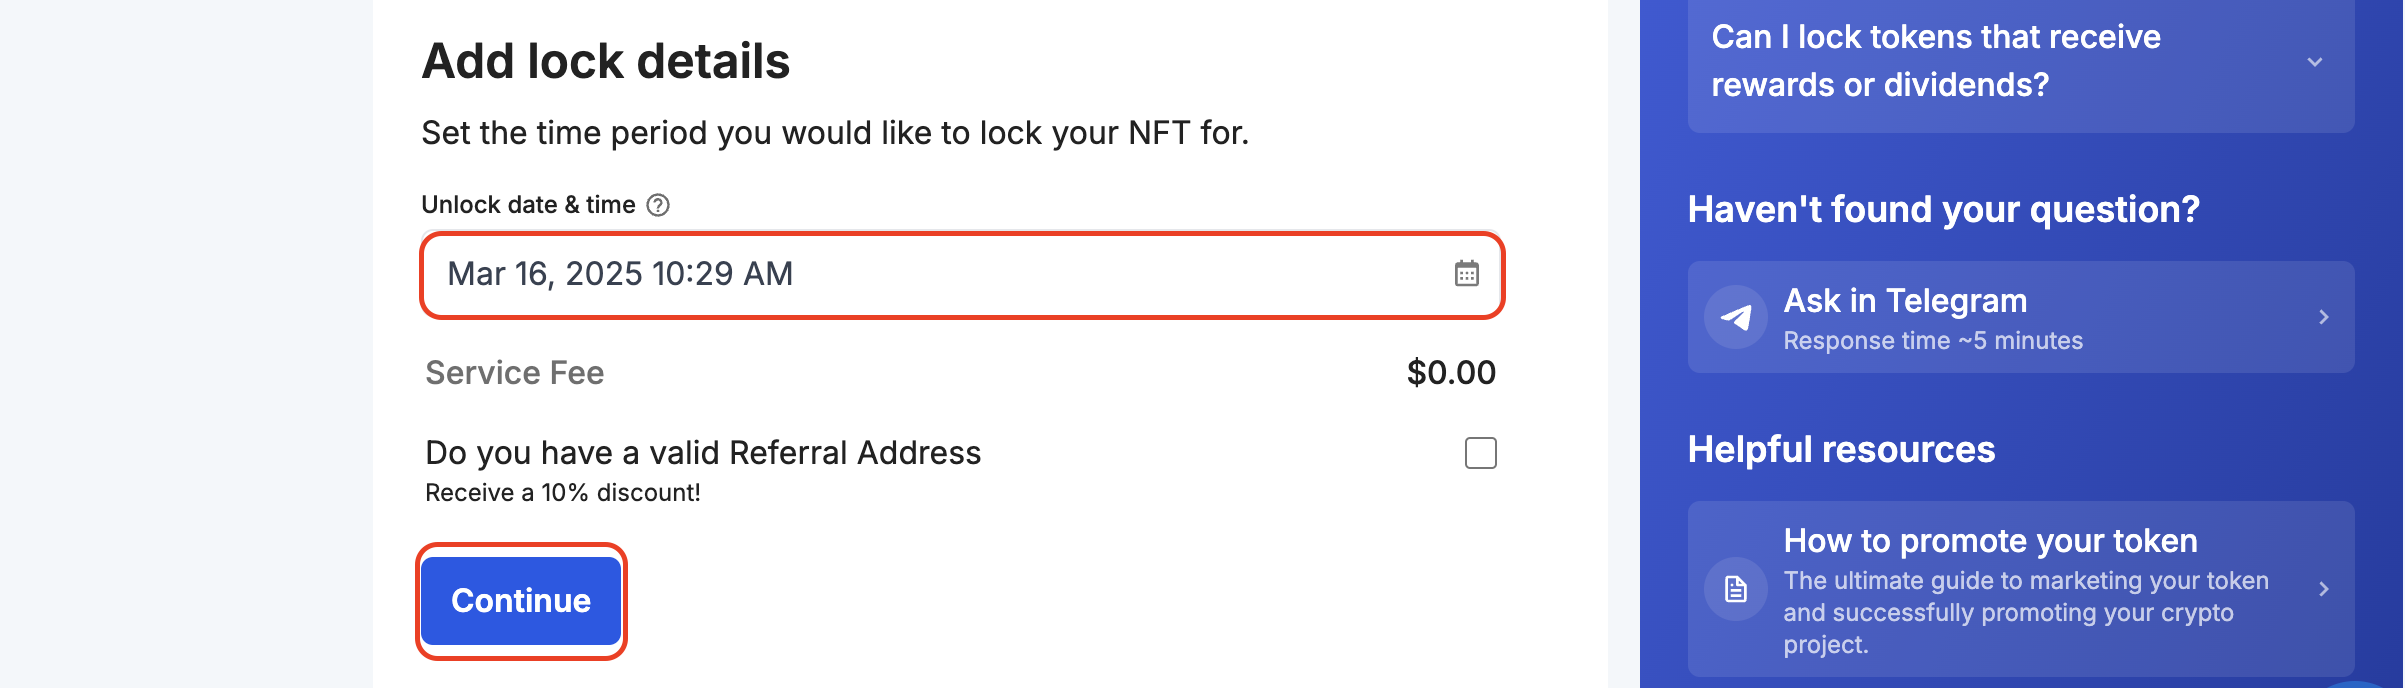 Add lock details
Set the time period you would like to lock your NFT for.
Unlock date & time
Mar 16, 2025 10:29 AM
Service Fee
$0.00
Do you have a valid Referral Address
Receive a 10% discount!
Continue
Can I lock tokens that receive
rewards or dividends?
Haven't found your question?
Ask in Telegram
Response time ~5 minutes
Helpful resources
How to promote your token
The ultimate guide to marketing your token
and successfully promoting your crypto
project.